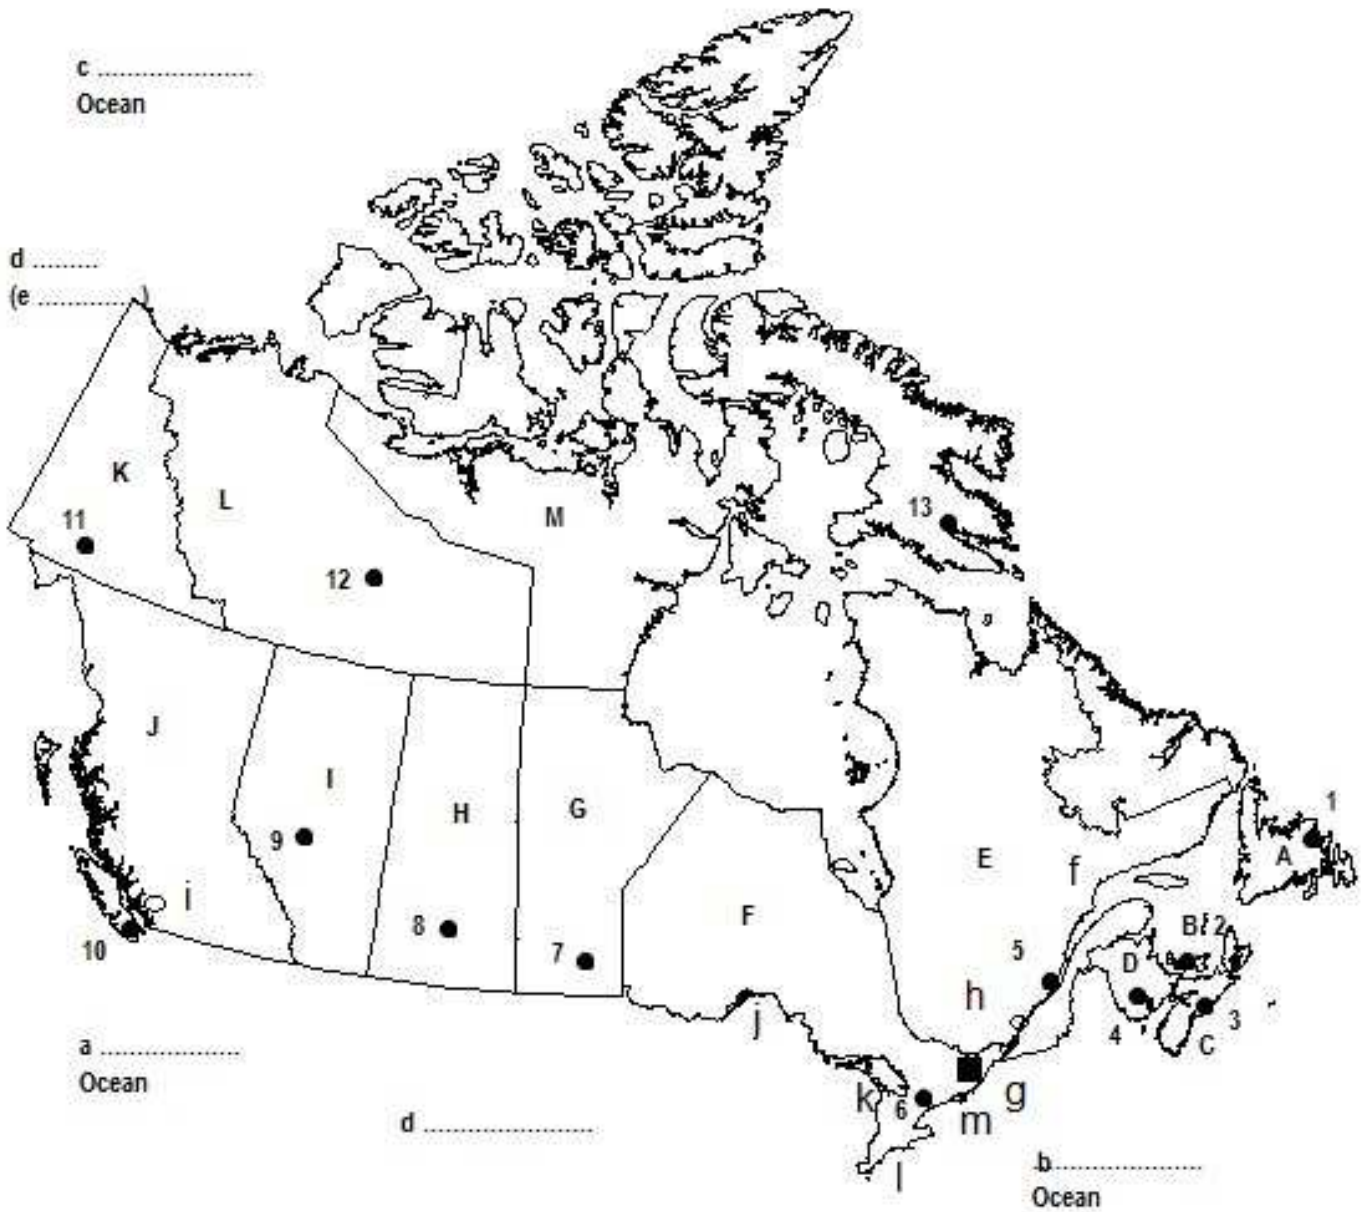 c ........................
Ocean
d ..........
(e ..................)
K
L
M
11
12
13
J
I
H
G
E
f
1
A
9
8
7
F
i
10
5
B
2
D
h
4
C
3
j
a ......................
Ocean
k
6
g
m
d ..........................
l
b......................
Ocean